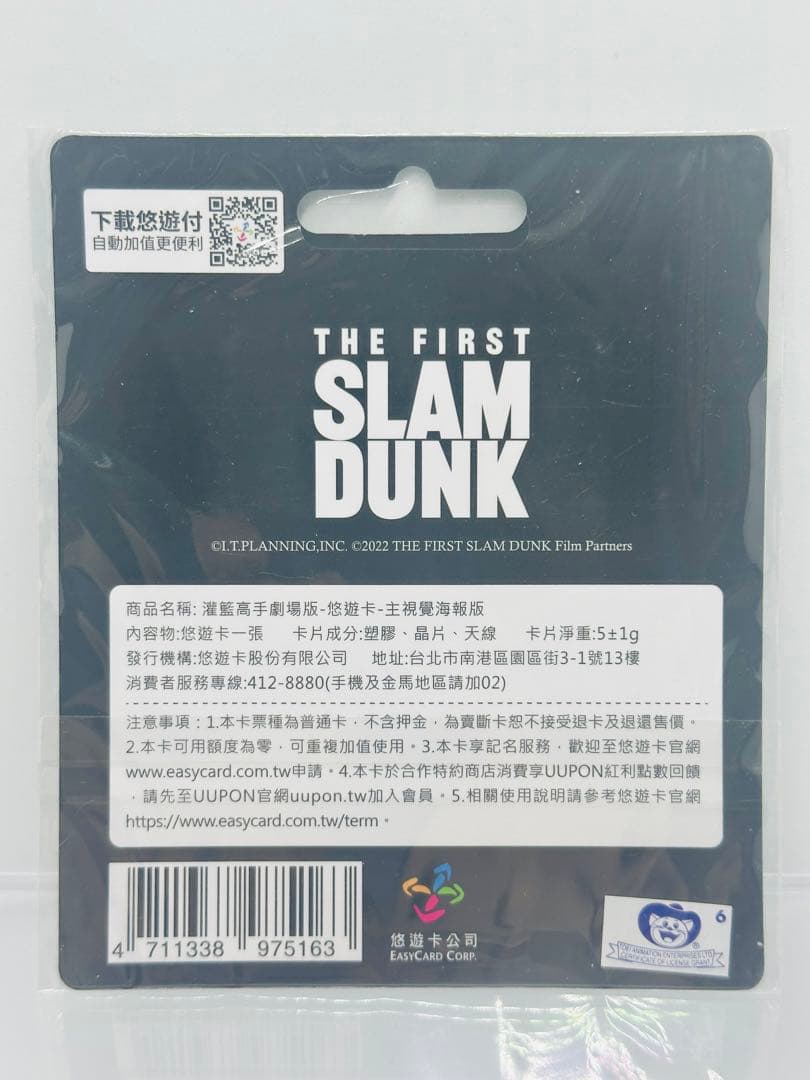 下載悠遊付
自動加值更便利
THE FIRST
SLAM
DUNK
©I.T.PLANNING,INC. ©2022 THE FIRST SLAM DUNK Film Partners
商品名稱: 灌籃高手劇場版-悠遊卡-主視覺海報版
內容物:悠遊卡一張 卡片成分:塑膠、晶片、天線 卡片淨重:5±1g
發行機構:悠遊卡股份有限公司 地址:台北市南港區園區街3-1號13樓
消費者服務專線:412-8880(手機及金馬地區請加02)
注意事項：1.本卡票種為普通卡，不含押金，為賣斷卡恕不接受退卡及退還售價。
2.本卡可用額度為零，可重複加值使用。3.本卡享記名服務，歡迎至悠遊卡官網
www.easycard.com.tw申請。4.本卡於合作特約商店消費享UUPON紅利點數回饋
，請先至UUPON官網uupon.tw加入會員。5.相關使用說明請參考悠遊卡官網
https://www.easycard.com.tw/term。
4 711338 975163
悠遊卡公司
EASYCARD CORP.
6
®
TOEI ANIMATION ENTERPRISES LTD.
CERTIFICATE OF LICENSE GRANT